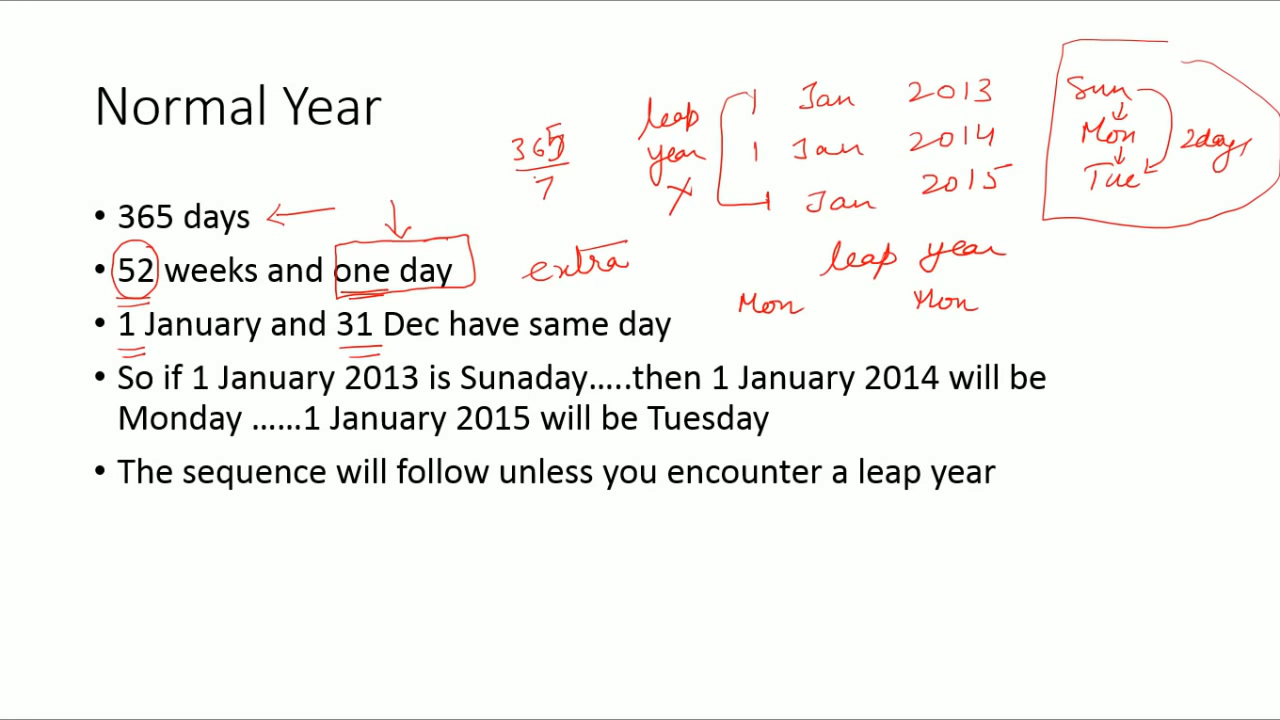 Normal Year
• 365 days
• 52 weeks and one day
• 1 January and 31 Dec have same day
• So if 1 January 2013 is Sunaday.....then 1 January 2014 will be
Monday ......1 January 2015 will be Tuesday
• The sequence will follow unless you encounter a leap year
365
7
leap
year
X
1 Jan 2013
1 Jan 2014
1 Jan 2015
Sun
Mon
Tue
2days
extra
leap year
Mon Mon